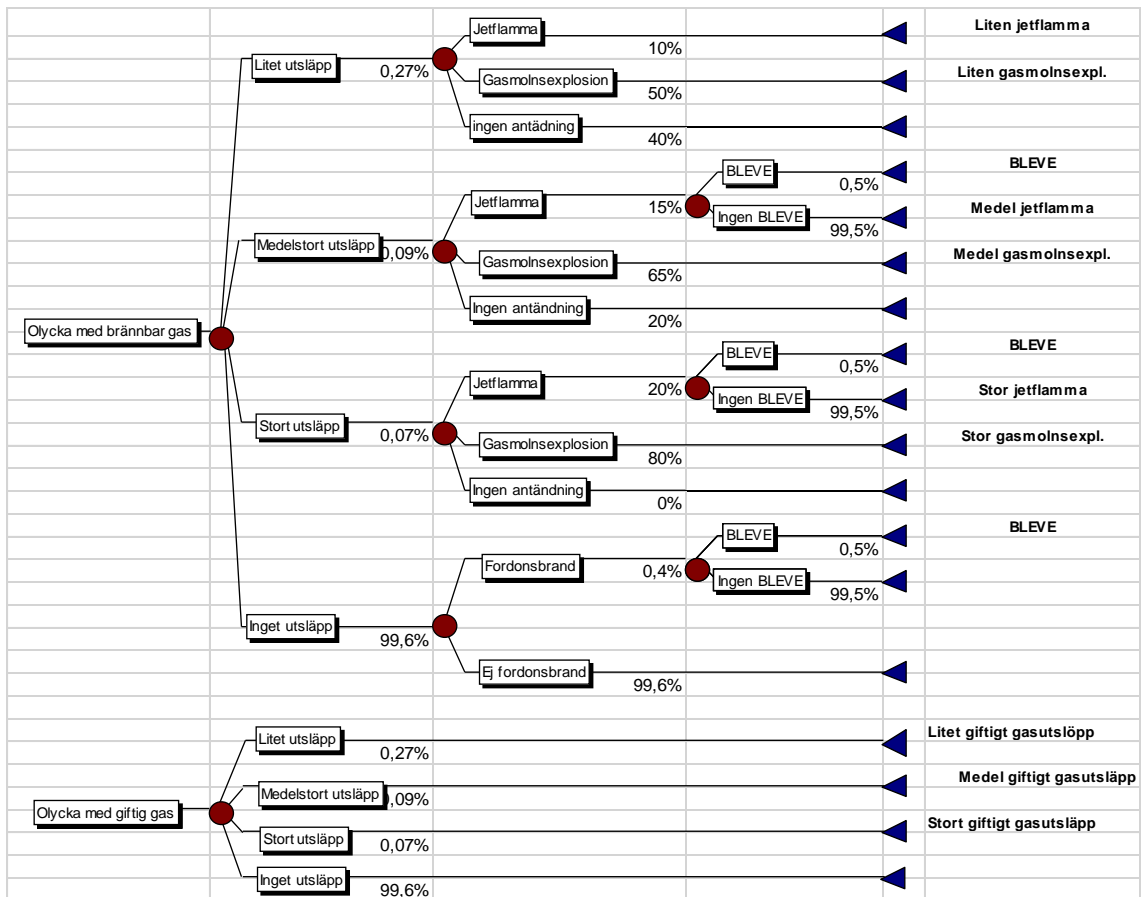 Jetflamma
Liten jetflamma
10%
Litet utsläpp
0,27%
Gasmolnsexplosion
Liten gasmolnsexpl.
50%
ingen antädning
40%
BLEVE
BLEVE
0,5%
Jetflamma
15%
Ingen BLEVE
Medel jetflamma
99,5%
Medelstort utsläpp
0,09%
Gasmolnsexplosion
Medel gasmolnsexpl.
65%
Ingen antändning
20%
Olycka med brännbar gas
BLEVE
BLEVE
0,5%
Jetflamma
20%
Ingen BLEVE
Stor jetflamma
99,5%
Stort utsläpp
0,07%
Gasmolnsexplosion
Stor gasmolnsexpl.
80%
Ingen antändning
0%
BLEVE
BLEVE
0,5%
Fordonsbrand
0,4%
Ingen BLEVE
99,5%
Inget utsläpp
99,6%
Ej fordonsbrand
99,6%
Litet utsläpp
0,27%
Litet giftigt gasutslöpp
Medelstort utsläpp
0,09%
Medel giftigt gasutsläpp
Olycka med giftig gas
Stort utsläpp
0,07%
Stort giftigt gasutsläpp
Inget utsläpp
99,6%